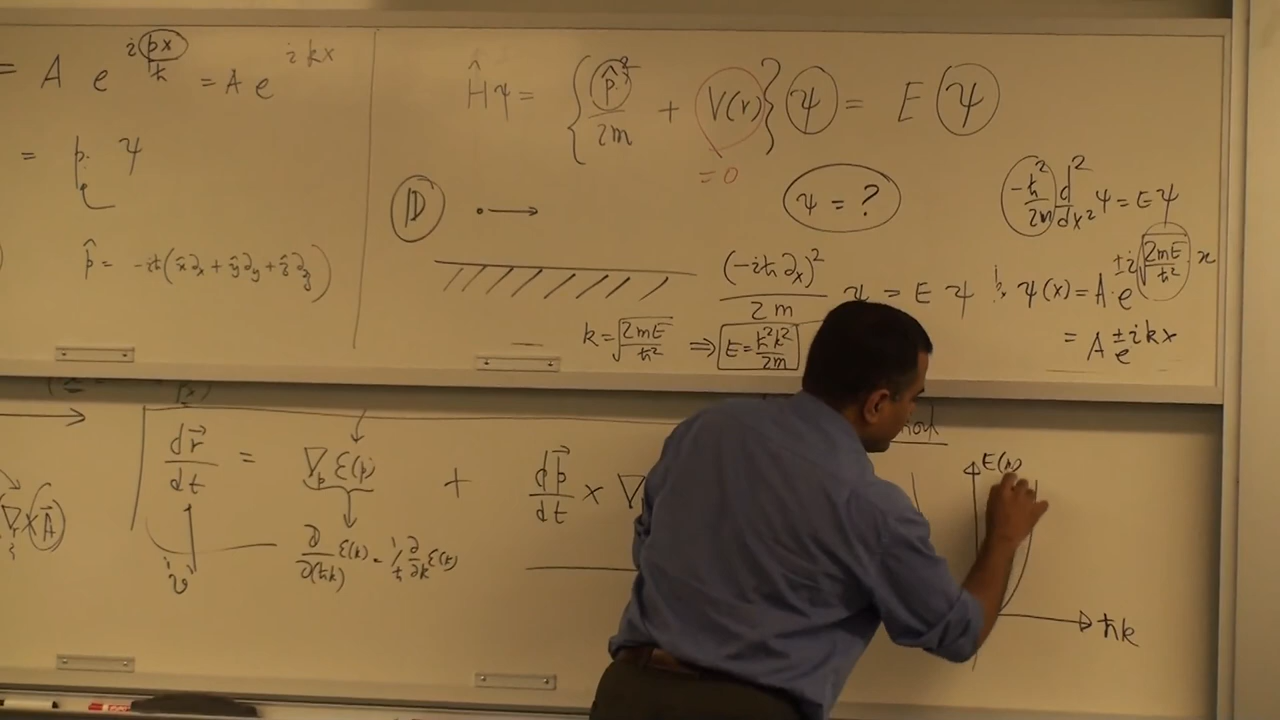 = A e^{i px/ħ} = A e^{ikx}
= p · ψ
p̂ = -iħ(x̂∂ₓ + ŷ∂ᵧ + ẑ∂_z)
Ĥψ = { p̂²/2m + V(r) } ψ = E ψ
= 0
1D
ψ = ?
-ħ²/2m d²/dx² ψ = Eψ
(-iħ∂ₓ)²/2m ψ = E ψ
ψ(x) = A · e^{±i√(2mE/ħ²) x}
= A e^{±ikx}
k = √(2mE/ħ²) ⇒ E = ħ²k²/2m
dr⃗/dt = ∇ₚ ε(p) + dp⃗/dt × ∇
∂/∂(ħk) ε(k) = 1/ħ ∂/∂k ε(k)
'v'
∇ × A⃗
E(k)
ħk